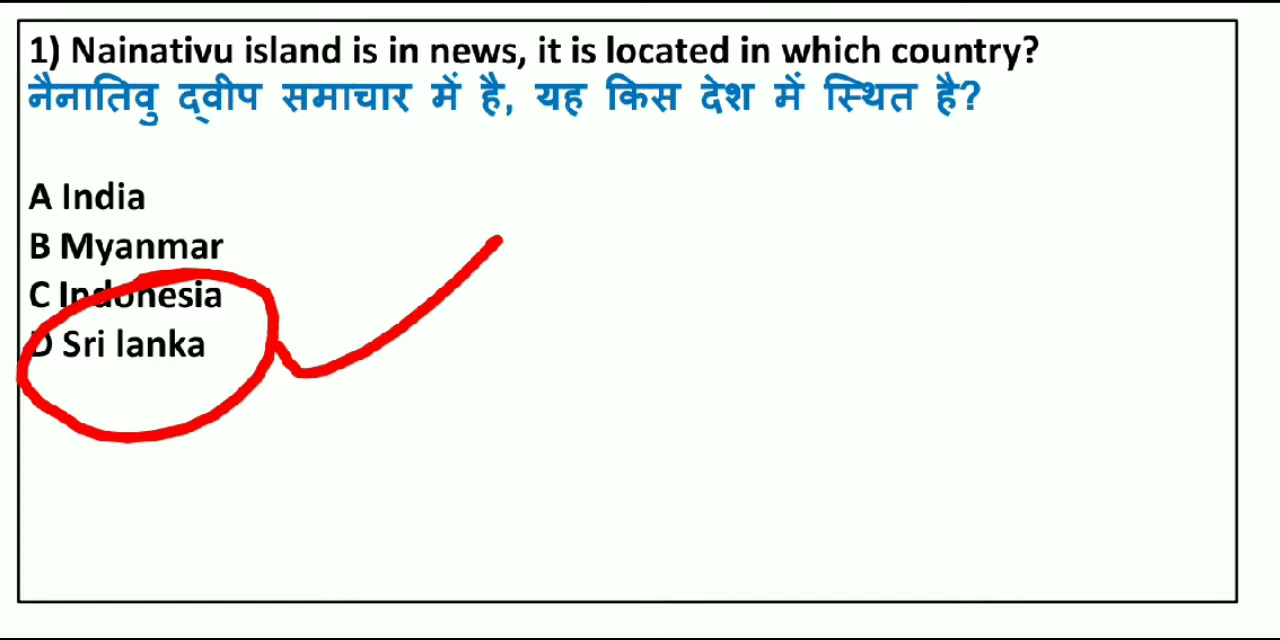 1) Nainativu island is in news, it is located in which country?
नैनातिवु द्वीप समाचार में है, यह किस देश में स्थित है?
A India
B Myanmar
C Indonesia
D Sri lanka